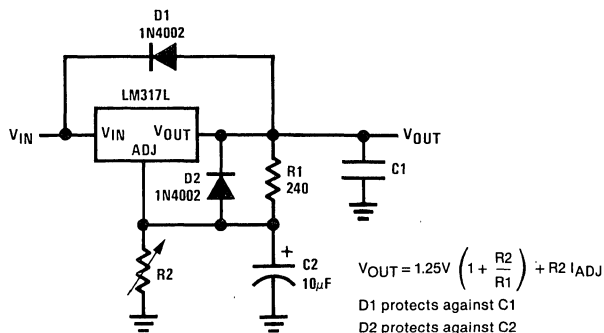 D1
1N4002
LM317L
VIN
VIN VOUT
ADJ
VOUT
D2
1N4002
R1
240
C1
R2
+
C2
10μF
VOUT = 1.25V (1 + R2/R1) + R2 IADJ
D1 protects against C1
D2 protects against C2